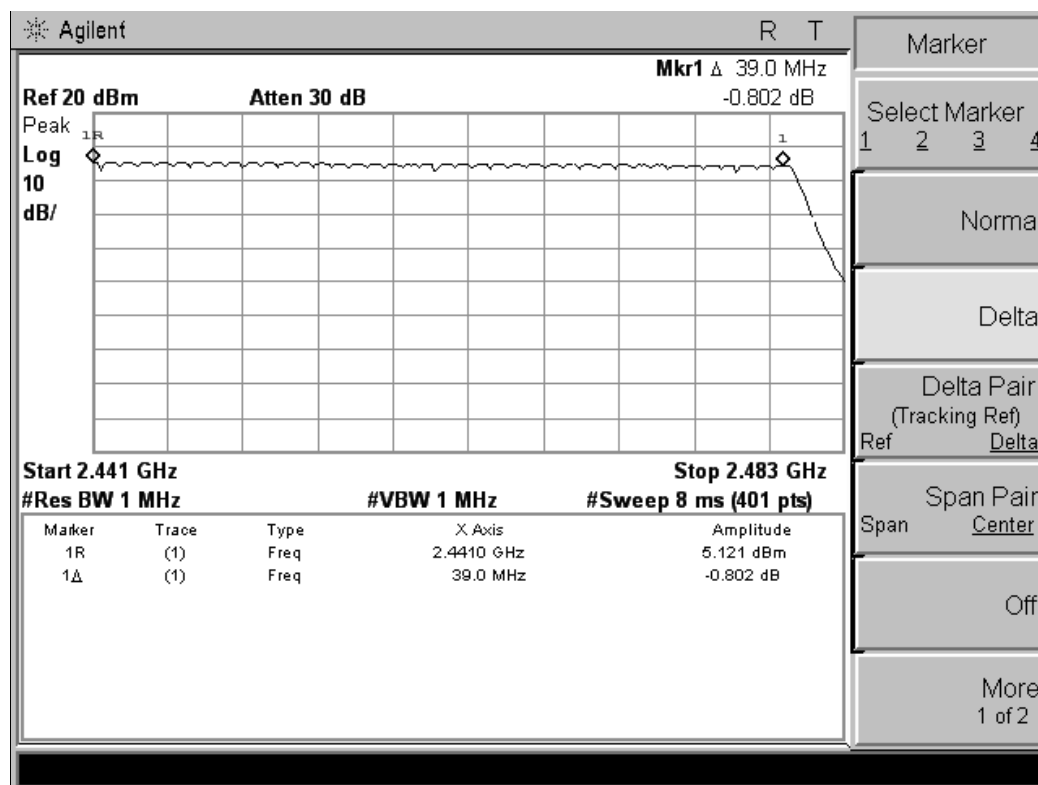 Agilent R T
Mkr1 Δ 39.0 MHz
Ref 20 dBm Atten 30 dB -0.802 dB
Peak
Log
10
dB/
1R
1
Start 2.441 GHz Stop 2.483 GHz
#Res BW 1 MHz #VBW 1 MHz #Sweep 8 ms (401 pts)
Marker Trace Type X Axis Amplitude
1R (1) Freq 2.4410 GHz 5.121 dBm
1Δ (1) Freq 39.0 MHz -0.802 dB
Marker
Select Marker
1 2 3 4
Norma
Delta
Delta Pair
(Tracking Ref)
Ref Delta
Span Pair
Span Center
Off
More
1 of 2